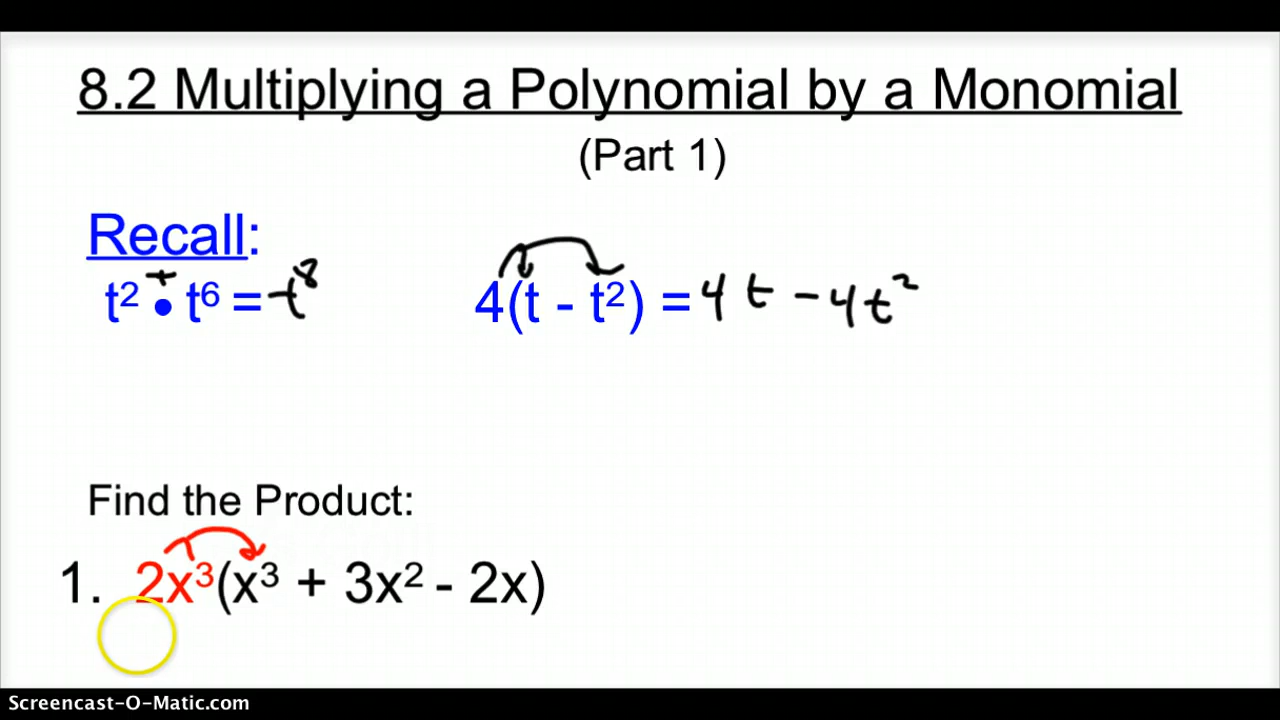 8.2 Multiplying a Polynomial by a Monomial
(Part 1)
Recall:
t² • t⁶ = t⁸
4(t - t²) = 4t - 4t²
Find the Product:
1. 2x³(x³ + 3x² - 2x)
Screencast-O-Matic.com